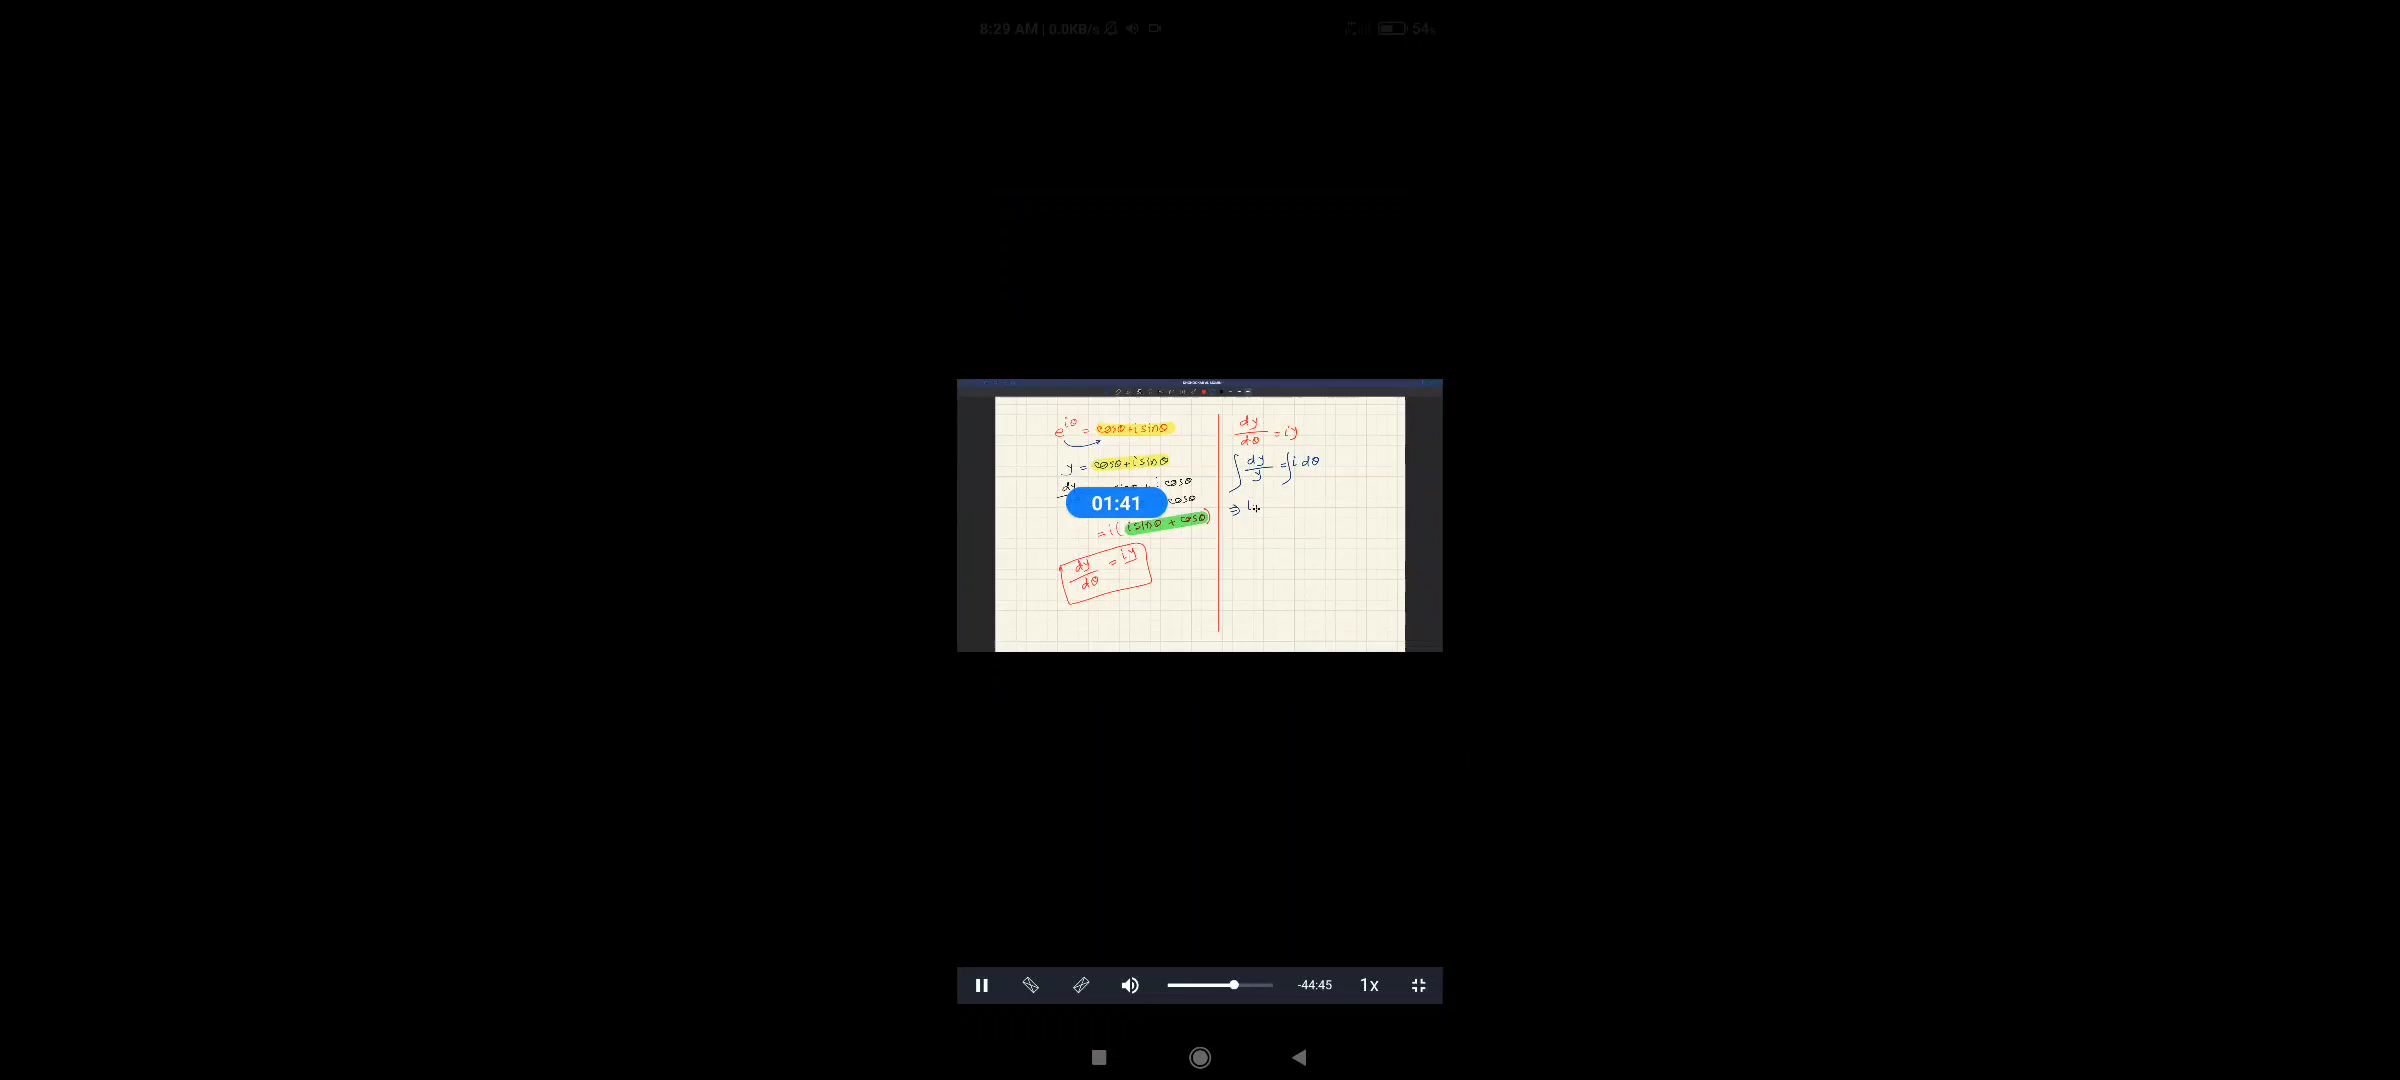 8:29 AM | 0.0KB/s
54%
e^{iθ} = cosθ+i sinθ
y = cosθ+i sinθ
dy
cosθ
01:41
cosθ
= i( i sinθ + cosθ )
dy/dθ = iy
dy/dθ = iy
∫ dy/y = ∫ i dθ
⇒
-44:45
1x